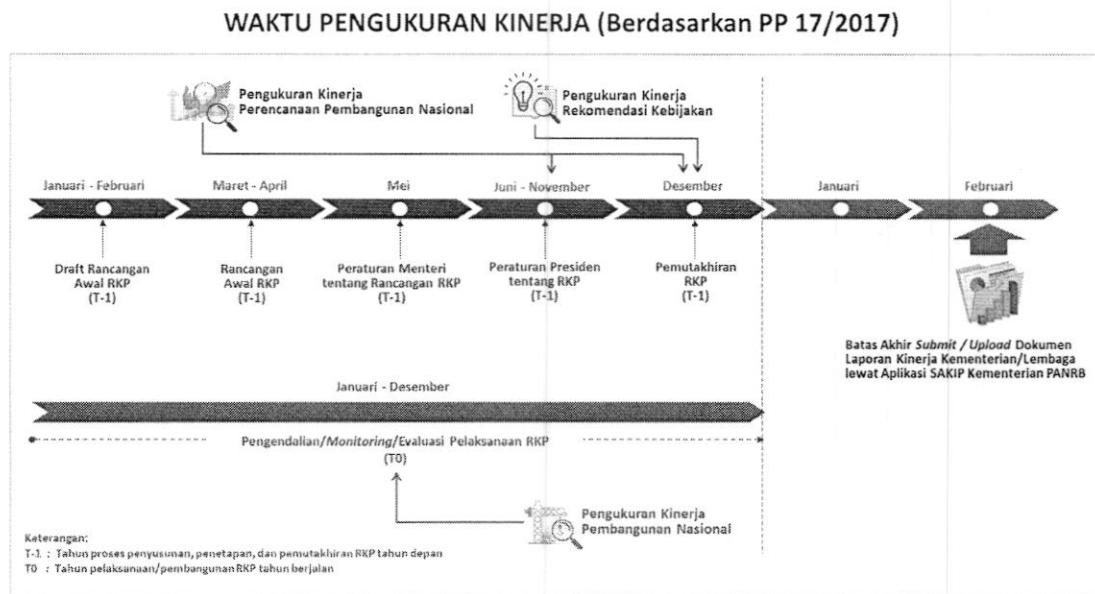 WAKTU PENGUKURAN KINERJA (Berdasarkan PP 17/2017)
Pengukuran Kinerja
Perencanaan Pembangunan Nasional
Pengukuran Kinerja
Rekomendasi Kebijakan
Januari - Februari
Maret - April
Mei
Juni - November
Desember
Januari
Februari
Draft Rancangan
Awal RKP
(T-1)
Rancangan
Awal RKP
(T-1)
Peraturan Menteri
tentang Rancangan RKP
(T-1)
Peraturan Presiden
tentang RKP
(T-1)
Pemutakhiran
RKP
(T-1)
Batas Akhir Submit / Upload Dokumen
Laporan Kinerja Kementerian/Lembaga
lewat Aplikasi SAKIP Kementerian PANRB
Januari - Desember
Pengendalian/Monitoring/Evaluasi Pelaksanaan RKP
(T0)
Pengukuran Kinerja
Pembangunan Nasional
Keterangan:
T-1 : Tahun proses penyusunan, penetapan, dan pemutakhiran RKP tahun depan
T0 : Tahun pelaksanaan/pembangunan RKP tahun berjalan